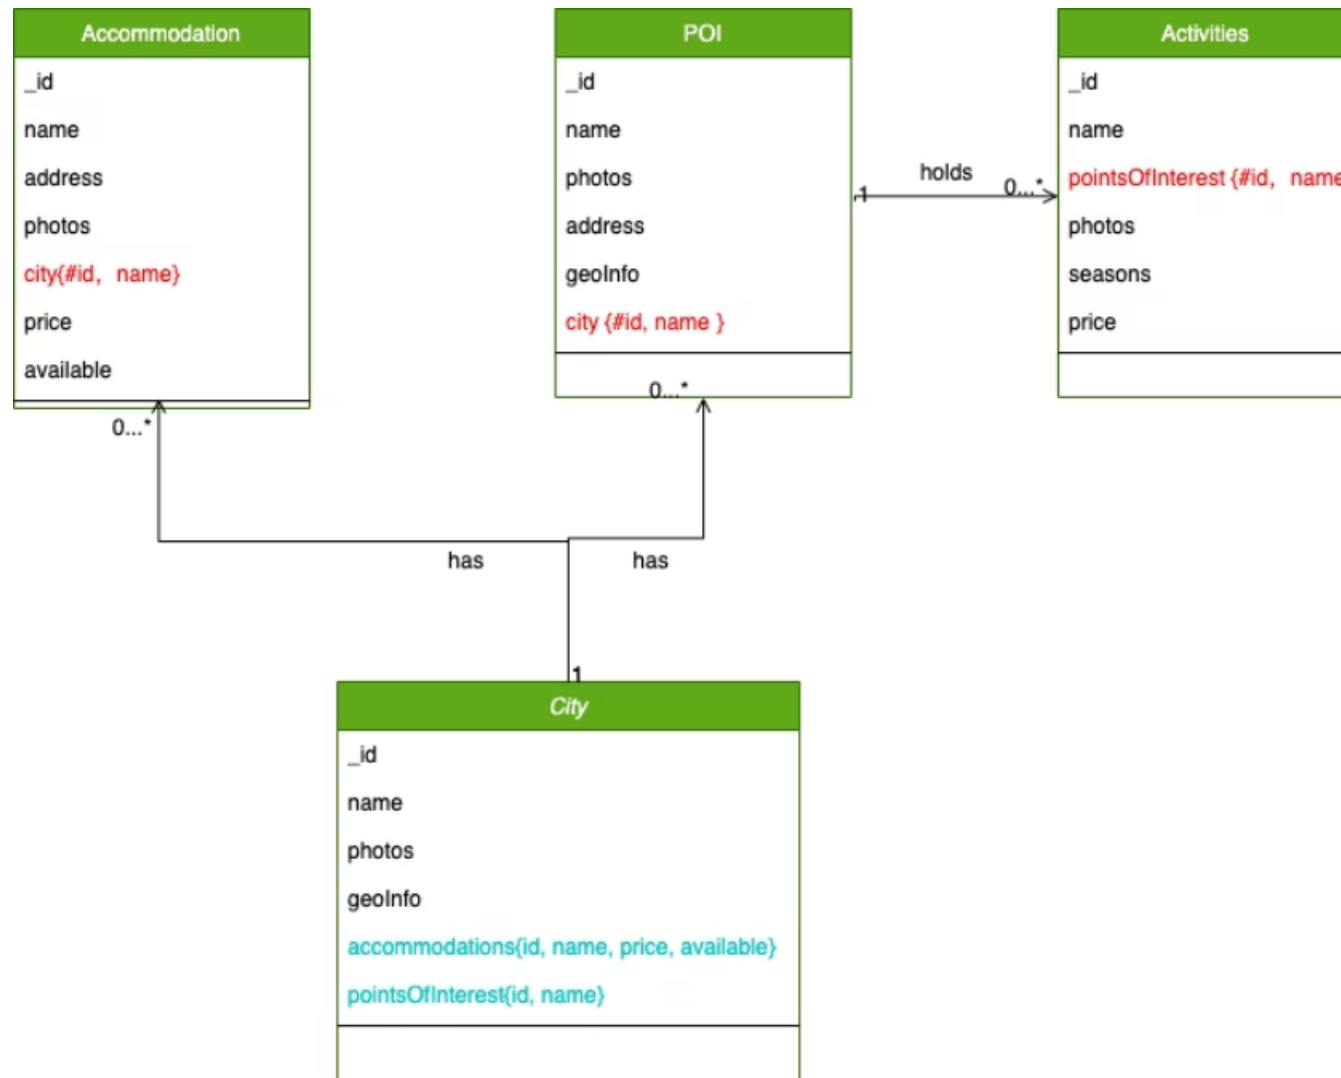 Accommodation
_id
name
address
photos
city{#id, name}
price
available
0...*
POI
_id
name
photos
address
geoInfo
city {#id, name }
0...*
1
holds
0...*
Activities
_id
name
pointsOfInterest {#id, name
photos
seasons
price
has
has
1
City
_id
name
photos
geoInfo
accommodations{id, name, price, available}
pointsOfInterest{id, name}